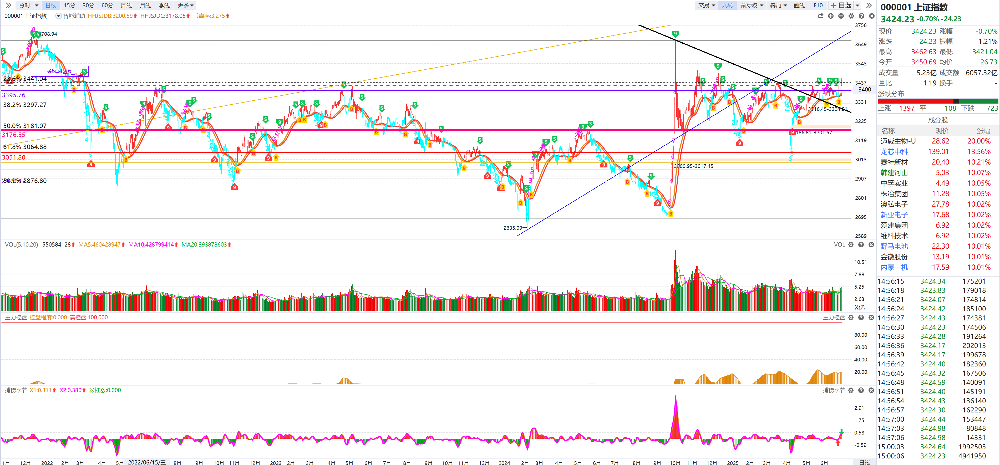 分时 日线 15分 30分 60分 周线 月线 季线 更多 交易 九转 前复权 叠加 画线 F10 +自选
000001 上证指数 智能辅助 HHJSJDB:3200.59 HHJSJDC:3178.05 乖离率:3.275
3756
3649
3543
3437
3400
3331
3225
3119
3013
2907
2801
2695
2589
3504.26
23.6% 3441.04
3395.76
38.2% 3297.27
50.0% 3181.07
3176.55
61.8% 3064.88
3051.80
80.9% 2876.80
2635.09→
3000.95-3017.45
3316.45-3324.81
186.81-3201.57
VOL(5,10,20) 550584128 MA5:460428947 MA10:428799414 MA20:393878603 VOL
10.51
7.88
5.25
2.63
X亿
主力控盘 控盘程度:0.000 高控盘:100.000 主力控盘
80.00
60.00
40.00
20.00
捕捞季节 X1:0.311 X2:0.380 彩柱数:0.000 捕捞季节
2.91
1.75
0.58
-0.59
11月 12月 2022 2月 3月 4月 5月 2022/06/15/三 8月 9月 10月 11月 12月 2023 2月 3月 4月 5月 6月 7月 8月 9月 10月 11月 12月 2024 2月 3月 4月 5月 6月 7月 8月 9月 10月 11月 12月 2025 2月 3月 4月 5月 6月 日线
000001 上证指数
3424.23 -0.70% -24.23
现价 3424.23 涨幅 -0.70%
涨跌 -24.23 振幅 1.21%
最高 3462.63 最低 3421.04
今开 3450.69 均价 26.73
成交量 5.23亿 成交额 6057.32亿
量比 1.19 换手 -
涨跌分布
上涨 1397 平 108 下跌 723
成分股
名称 现价 涨幅
迈威生物-U 28.62 20.00%
龙芯中科 139.01 13.56%
赛特新材 20.40 10.21%
韩建河山 5.03 10.07%
中孚实业 4.49 10.05%
株冶集团 11.28 10.05%
澳弘电子 27.78 10.02%
新亚电子 17.68 10.02%
爱建集团 6.92 10.02%
维科技术 6.92 10.02%
野马电池 22.30 10.01%
金徽股份 13.19 10.01%
内蒙一机 17.59 10.01%
14:56:15 3424.34 175201
14:56:18 3423.83 179018
14:56:21 3424.07 174814
14:56:24 3424.42 185100
14:56:27 3424.43 174381
14:56:30 3424.23 174506
14:56:33 3424.28 191264
14:56:36 3424.17 202013
14:56:39 3424.17 199678
14:56:42 3424.40 182360
14:56:45 3424.32 167506
14:56:48 3424.59 140091
14:56:51 3424.40 145191
14:56:54 3424.43 136140
14:56:57 3424.30 162290
14:57:00 3424.44 153447
14:57:03 3424.98 80848
14:57:06 3424.98 14331
15:00:03 3424.64 1992503
15:00:06 3424.23 4941950